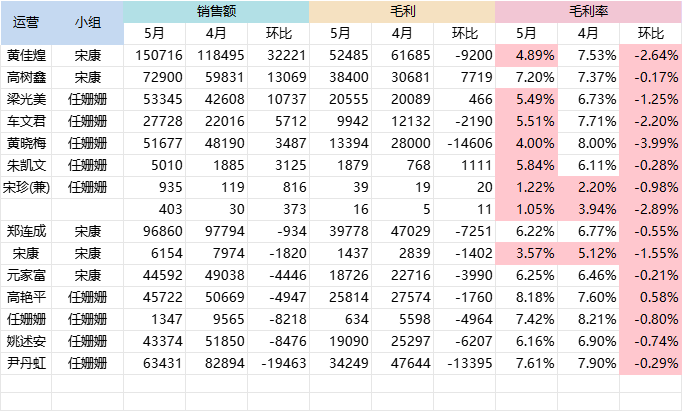 运营 小组 销售额 毛利 毛利率
5月 4月 环比 5月 4月 环比 5月 4月 环比
黄佳煌 宋康 150716 118495 32221 52485 61685 -9200 4.89% 7.53% -2.64%
高树鑫 宋康 72900 59831 13069 38400 30681 7719 7.20% 7.37% -0.17%
梁光美 任姗姗 53345 42608 10737 20555 20089 466 5.49% 6.73% -1.25%
车文君 任姗姗 27728 22016 5712 9942 12132 -2190 5.51% 7.71% -2.20%
黄晓梅 任姗姗 51677 48190 3487 13394 28000 -14606 4.00% 8.00% -3.99%
朱凯文 任姗姗 5010 1885 3125 1879 768 1111 5.84% 6.11% -0.28%
宋珍(兼) 任姗姗 935 119 816 39 19 20 1.22% 2.20% -0.98%
403 30 373 16 5 11 1.05% 3.94% -2.89%
郑连成 宋康 96860 97794 -934 39778 47029 -7251 6.22% 6.77% -0.55%
宋康 宋康 6154 7974 -1820 1437 2839 -1402 3.57% 5.12% -1.55%
元家富 宋康 44592 49038 -4446 18726 22716 -3990 6.25% 6.46% -0.21%
高艳平 任姗姗 45722 50669 -4947 25814 27574 -1760 8.18% 7.60% 0.58%
任姗姗 任姗姗 1347 9565 -8218 634 5598 -4964 7.42% 8.21% -0.80%
姚述安 任姗姗 43374 51850 -8476 19090 25297 -6207 6.16% 6.90% -0.74%
尹丹虹 任姗姗 63431 82894 -19463 34249 47644 -13395 7.61% 7.90% -0.29%